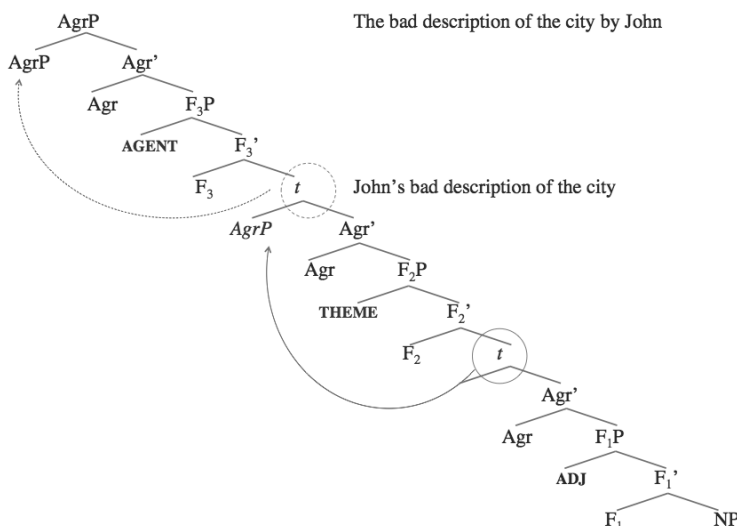 AgrP The bad description of the city by John
AgrP Agr’
Agr F₃P
AGENT F₃’
F₃ t John’s bad description of the city
AgrP Agr’
Agr F₂P
THEME F₂’
F₂ t
Agr’
Agr F₁P
ADJ F₁’
F₁ NP